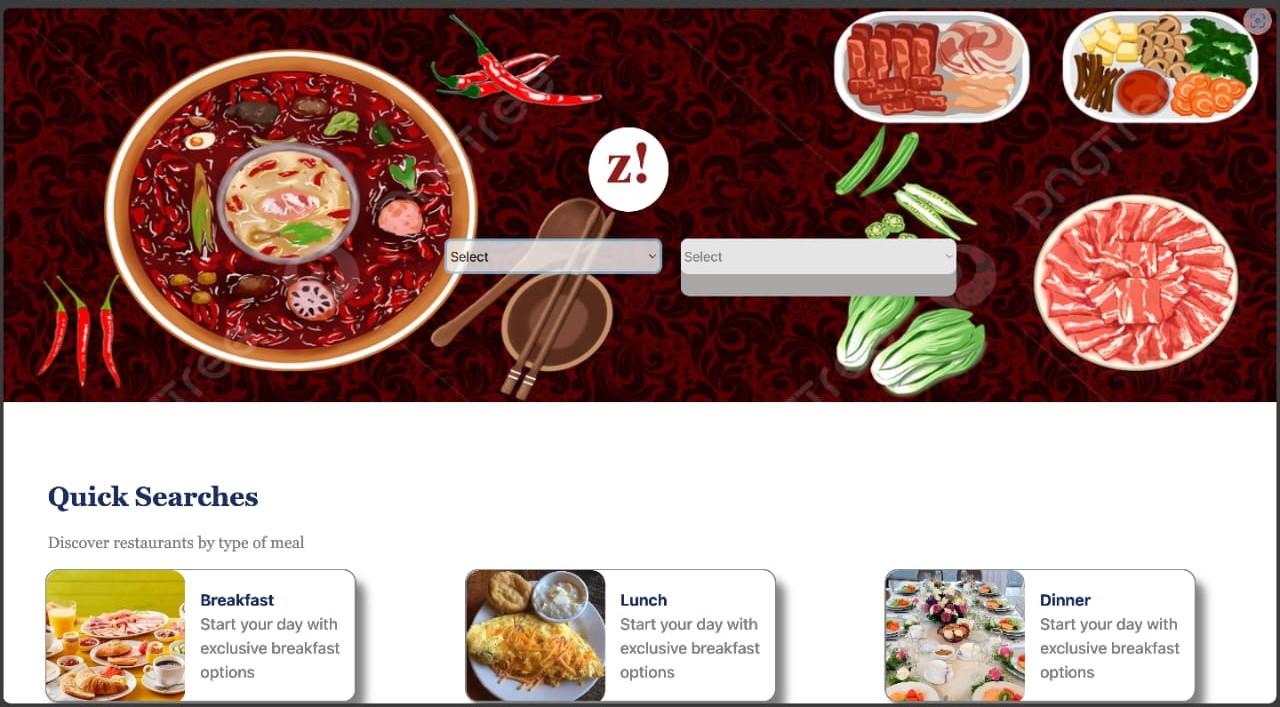 z!
Select
Select
pngtree
Quick Searches
Discover restaurants by type of meal
Breakfast
Start your day with
exclusive breakfast
options
Lunch
Start your day with
exclusive breakfast
options
Dinner
Start your day with
exclusive breakfast
options